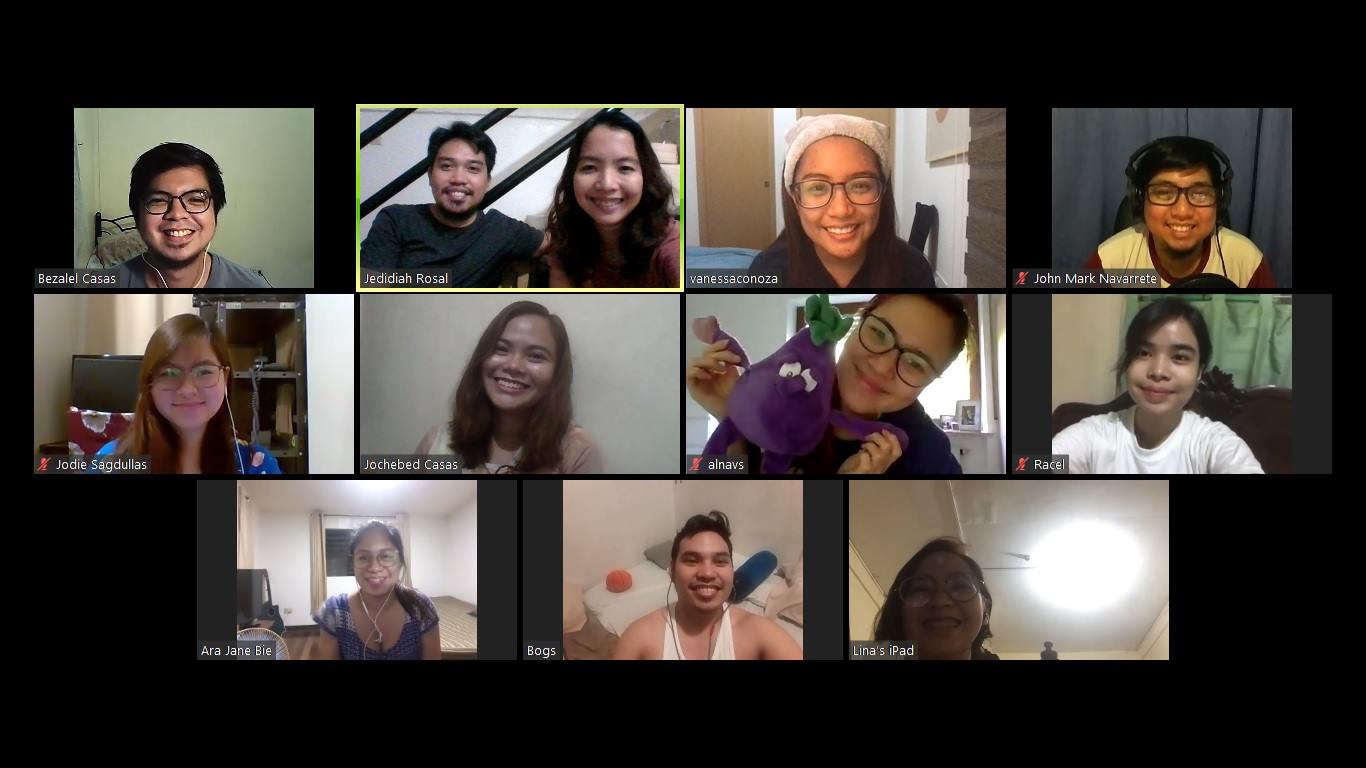 Bezalel Casas
Jedidiah Rosal
vanessaconoza
John Mark Navarrete
Jodie Sagdullas
Jochebed Casas
alnavs
Racel
Ara Jane Bie
Bogs
Lina's iPad